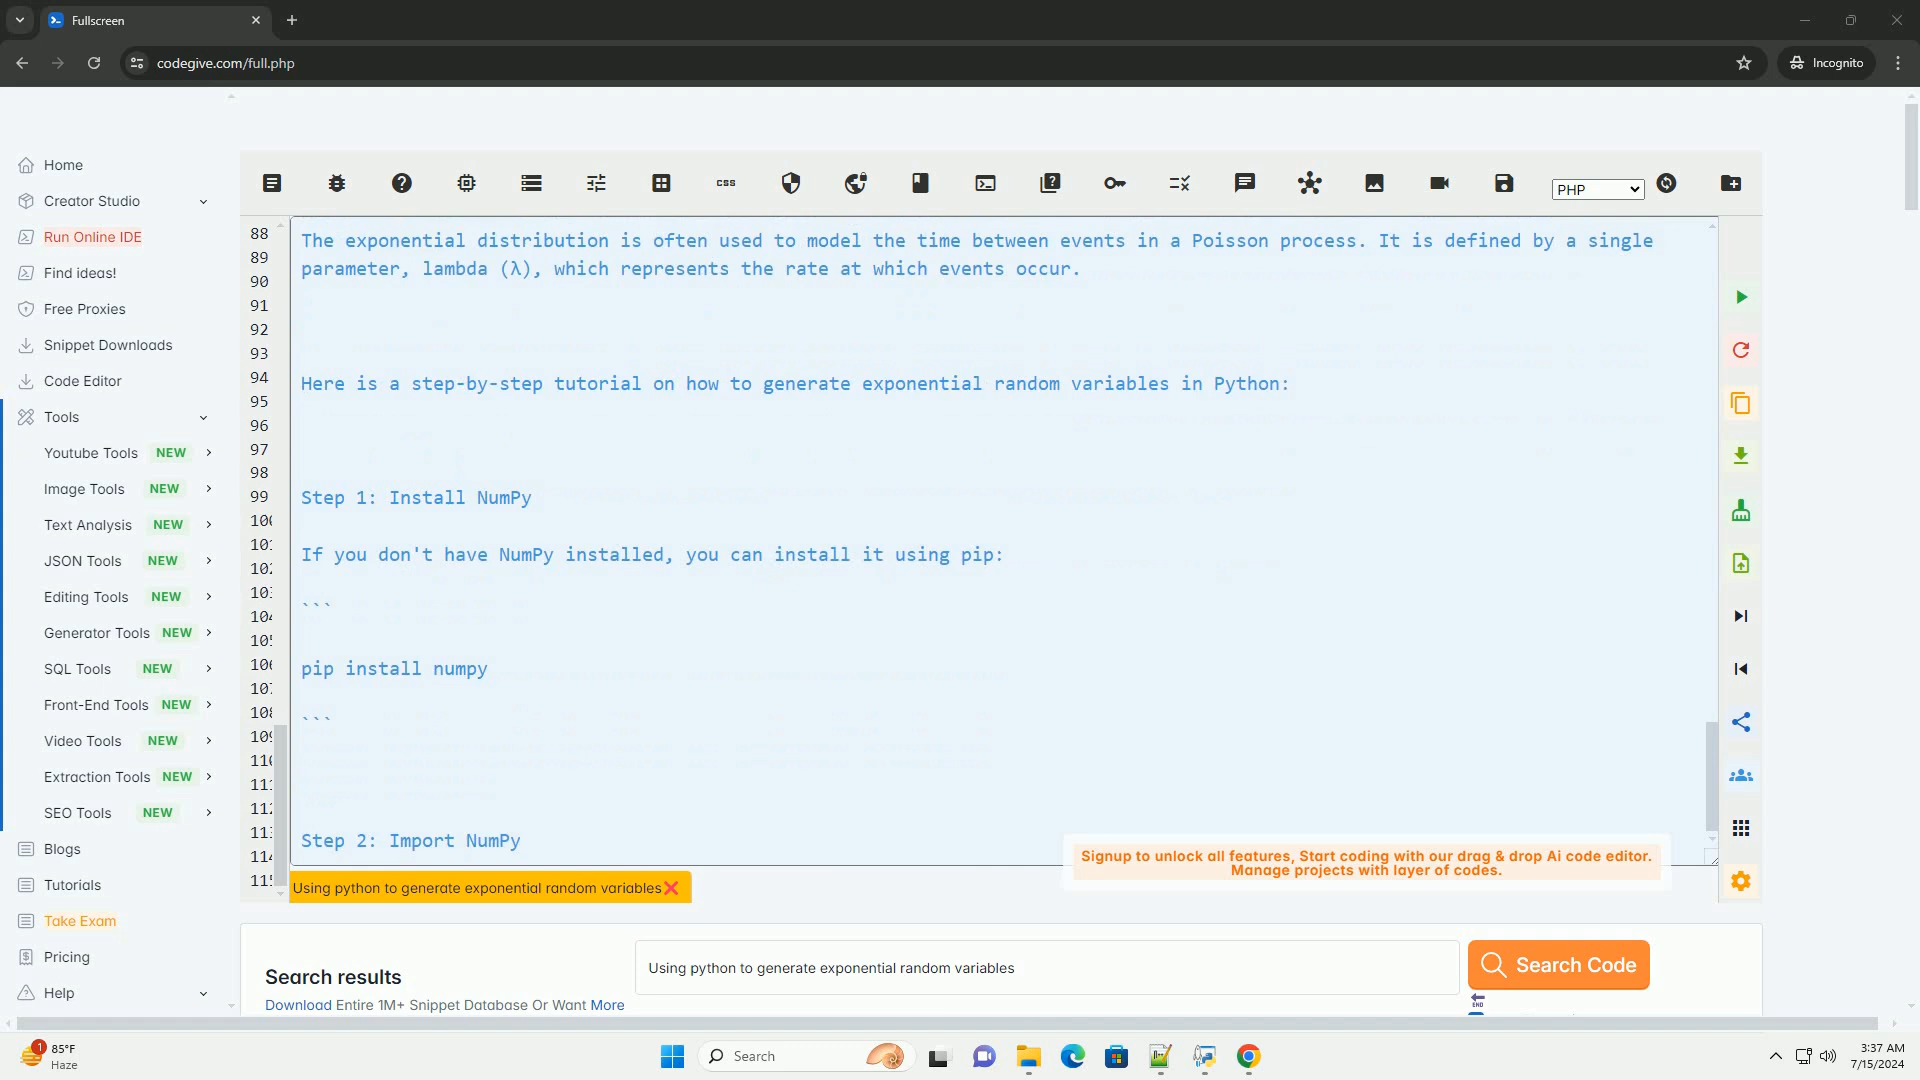 Fullscreen
codegive.com/full.php
Incognito
Home
Creator Studio
Run Online IDE
Find ideas!
Free Proxies
Snippet Downloads
Code Editor
Tools
Youtube Tools NEW
Image Tools NEW
Text Analysis NEW
JSON Tools NEW
Editing Tools NEW
Generator Tools NEW
SQL Tools NEW
Front-End Tools NEW
Video Tools NEW
Extraction Tools NEW
SEO Tools NEW
Blogs
Tutorials
Take Exam
Pricing
Help
css
PHP
88
89
90
91
92
93
94
95
96
97
98
99
The exponential distribution is often used to model the time between events in a Poisson process. It is defined by a single
parameter, lambda (λ), which represents the rate at which events occur.
Here is a step-by-step tutorial on how to generate exponential random variables in Python:
Step 1: Install NumPy
If you don't have NumPy installed, you can install it using pip:
```
pip install numpy
```
Step 2: Import NumPy
Signup to unlock all features, Start coding with our drag & drop Ai code editor.
Manage projects with layer of codes.
Using python to generate exponential random variables
Search results
Download Entire 1M+ Snippet Database Or Want More
Using python to generate exponential random variables
Search Code
END
1
85°F
Haze
Search
3:37 AM
7/15/2024